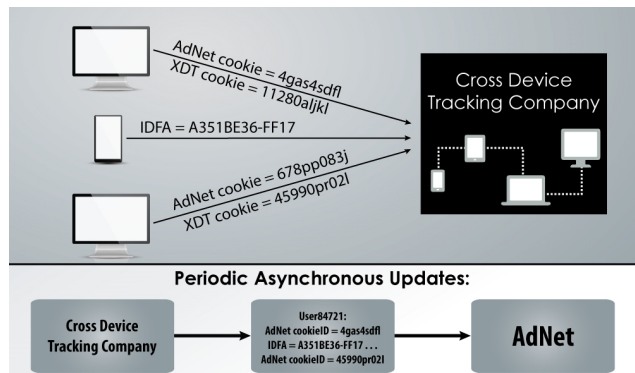 AdNet cookie = 4gas4sdfl
XDT cookie = 11280aljkl
Cross Device
Tracking Company
IDFA = A351BE36-FF17
AdNet cookie = 678pp083j
XDT cookie = 45990pr02l
Periodic Asynchronous Updates:
Cross Device
Tracking Company
User84721:
AdNet cookieID = 4gas4sdfl
IDFA = A351BE36-FF17 . . .
AdNet cookieID = 45990pr02l
AdNet